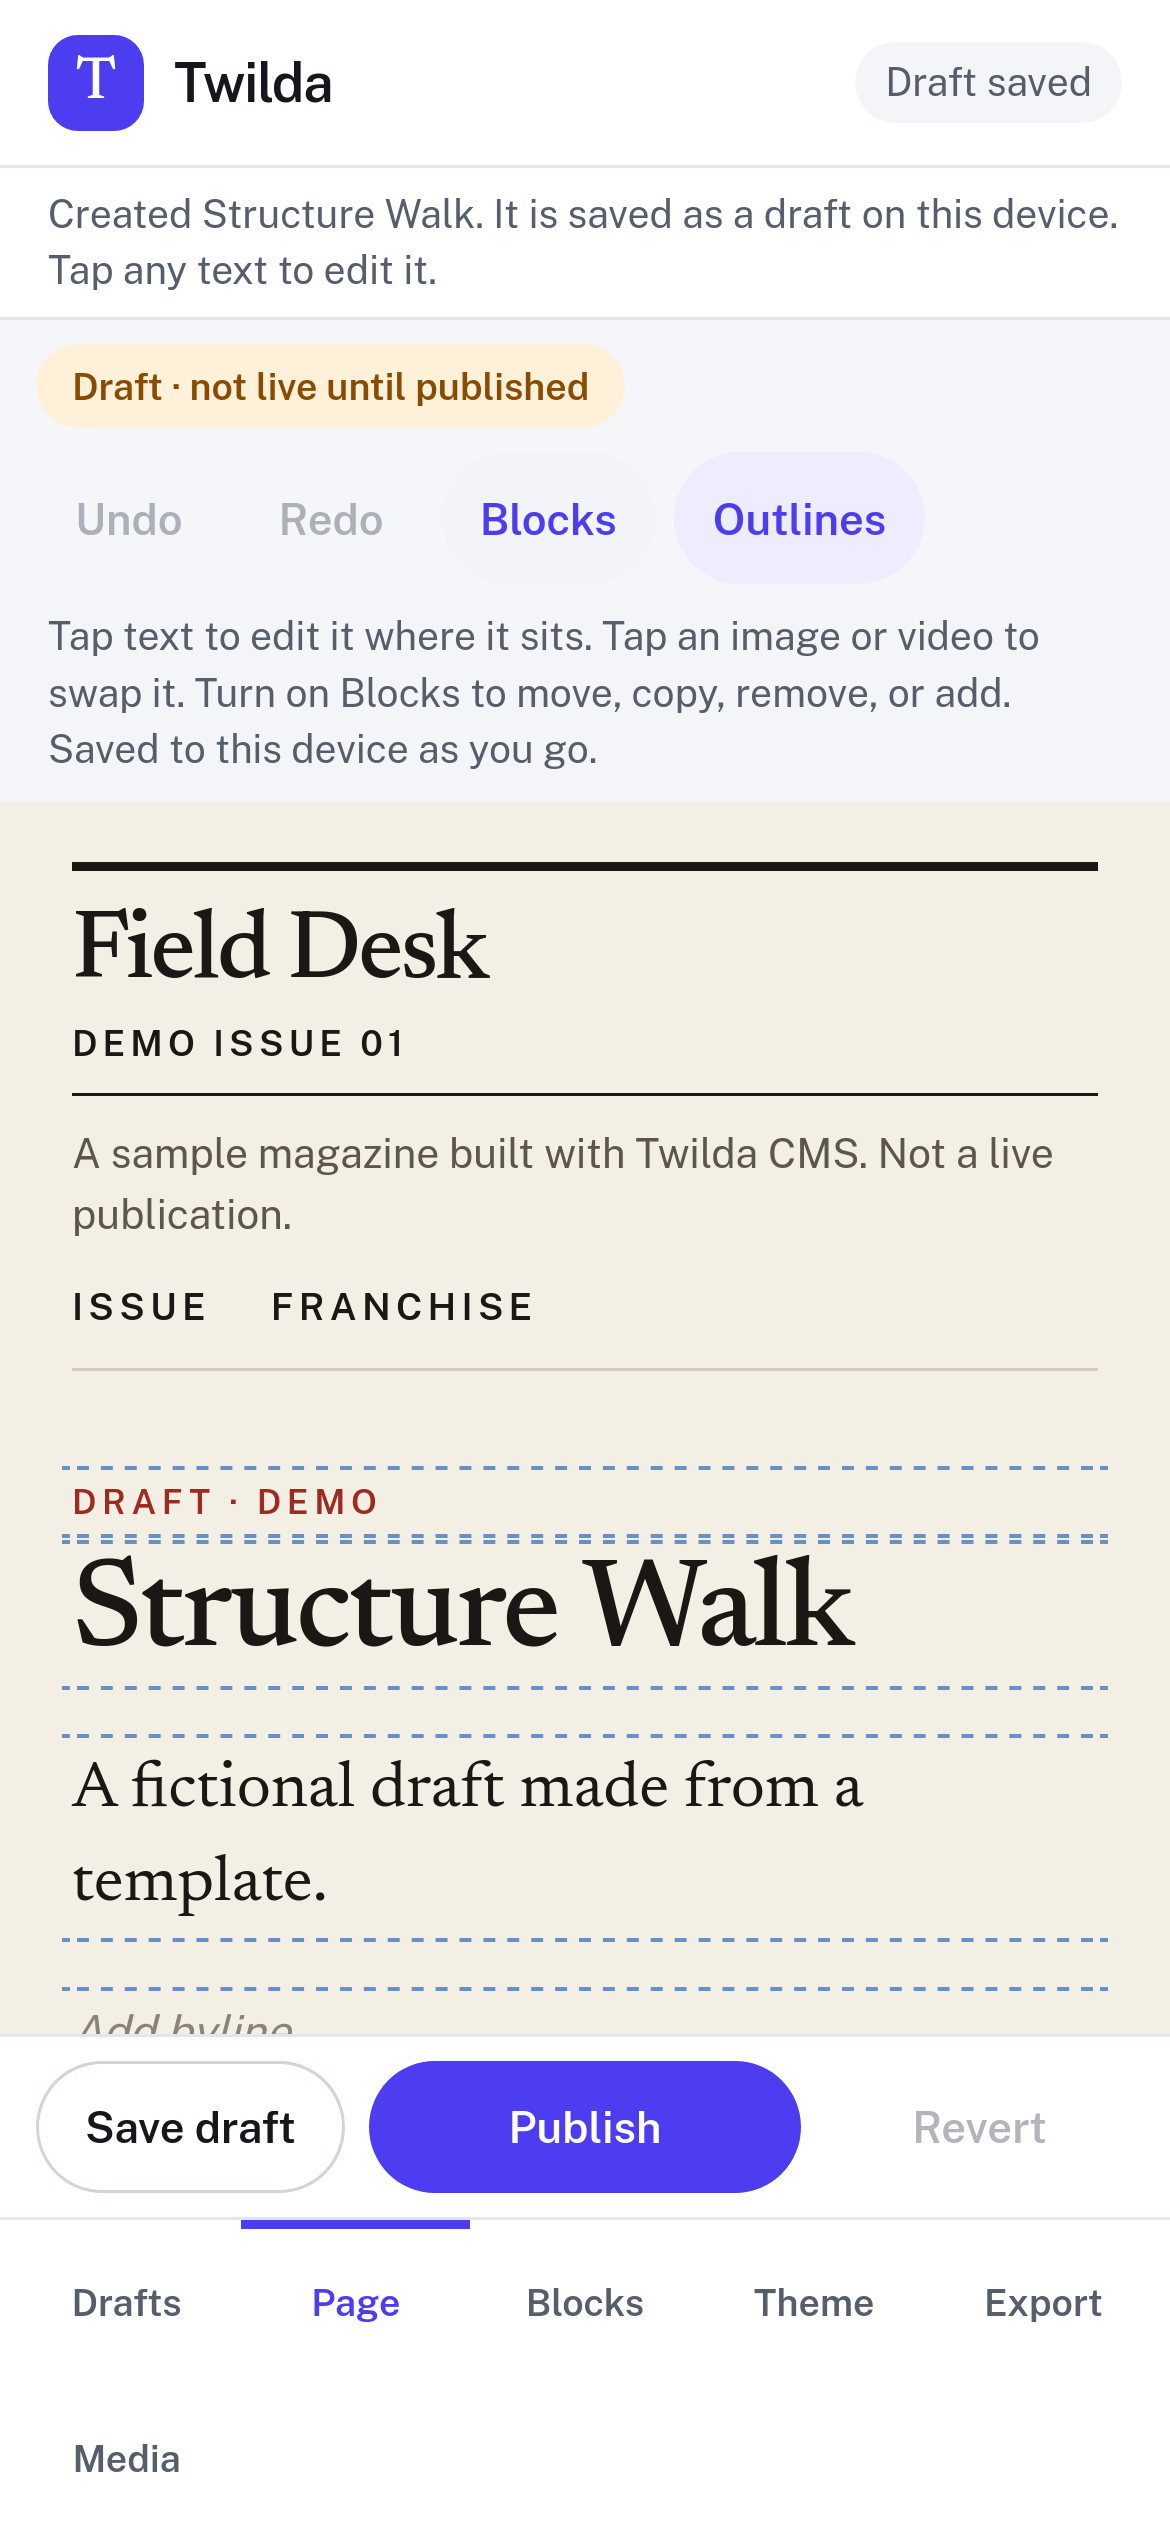 T
Twilda
Draft saved
Created Structure Walk. It is saved as a draft on this device.
Tap any text to edit it.
Draft · not live until published
Undo
Redo
Blocks
Outlines
Tap text to edit it where it sits. Tap an image or video to
swap it. Turn on Blocks to move, copy, remove, or add.
Saved to this device as you go.
Field Desk
DEMO ISSUE 01
A sample magazine built with Twilda CMS. Not a live
publication.
ISSUE
FRANCHISE
DRAFT · DEMO
Structure Walk
A fictional draft made from a
template.
Add byline
Save draft
Publish
Revert
Drafts
Page
Blocks
Theme
Export
Media